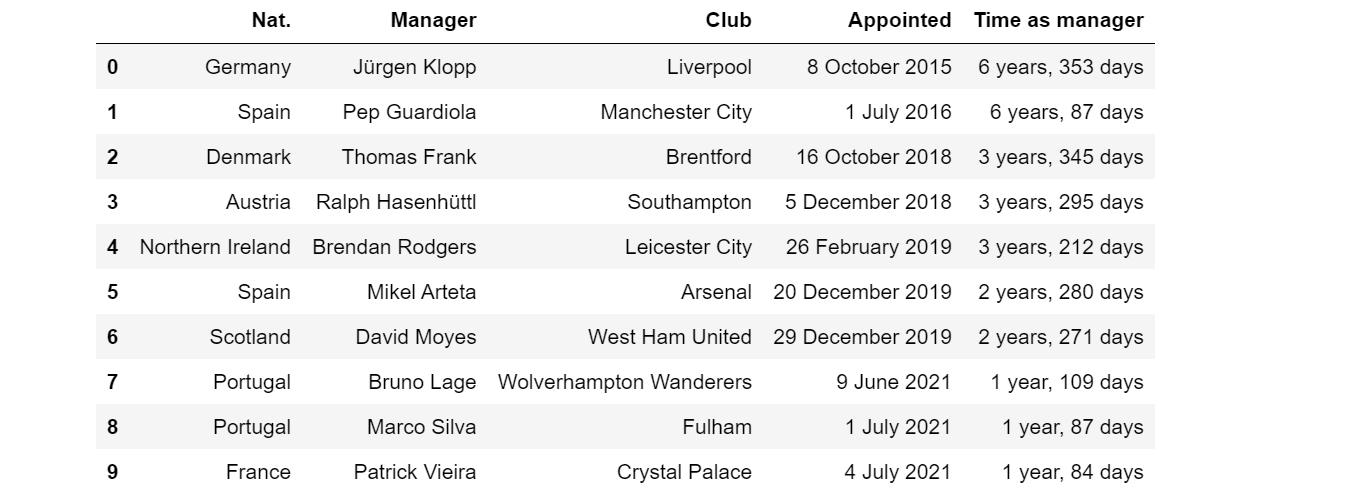 Nat. Manager Club Appointed Time as manager
0 Germany Jürgen Klopp Liverpool 8 October 2015 6 years, 353 days
1 Spain Pep Guardiola Manchester City 1 July 2016 6 years, 87 days
2 Denmark Thomas Frank Brentford 16 October 2018 3 years, 345 days
3 Austria Ralph Hasenhüttl Southampton 5 December 2018 3 years, 295 days
4 Northern Ireland Brendan Rodgers Leicester City 26 February 2019 3 years, 212 days
5 Spain Mikel Arteta Arsenal 20 December 2019 2 years, 280 days
6 Scotland David Moyes West Ham United 29 December 2019 2 years, 271 days
7 Portugal Bruno Lage Wolverhampton Wanderers 9 June 2021 1 year, 109 days
8 Portugal Marco Silva Fulham 1 July 2021 1 year, 87 days
9 France Patrick Vieira Crystal Palace 4 July 2021 1 year, 84 days